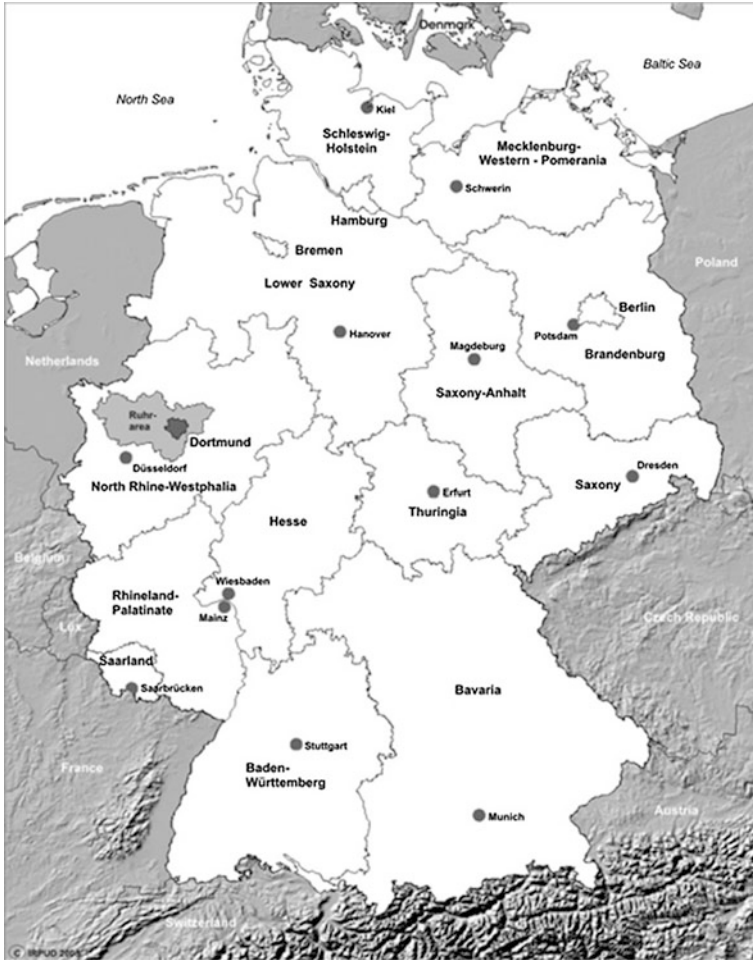 Denmark
Baltic Sea
North Sea
Kiel
Schleswig-
Holstein
Mecklenburg-
Western - Pomerania
Schwerin
Hamburg
Bremen
Lower Saxony
Poland
Berlin
Potsdam
Brandenburg
Hanover
Magdeburg
Netherlands
Saxony-Anhalt
Ruhr-
area
Dortmund
Düsseldorf
North Rhine-Westphalia
Dresden
Saxony
Erfurt
Thuringia
Hesse
Belgium
Wiesbaden
Rhineland-
Palatinate
Mainz
Czech Republic
Lux.
Saarland
Saarbrücken
Bavaria
Stuttgart
France
Baden-
Württemberg
Austria
Munich
Switzerland
© IRPUD